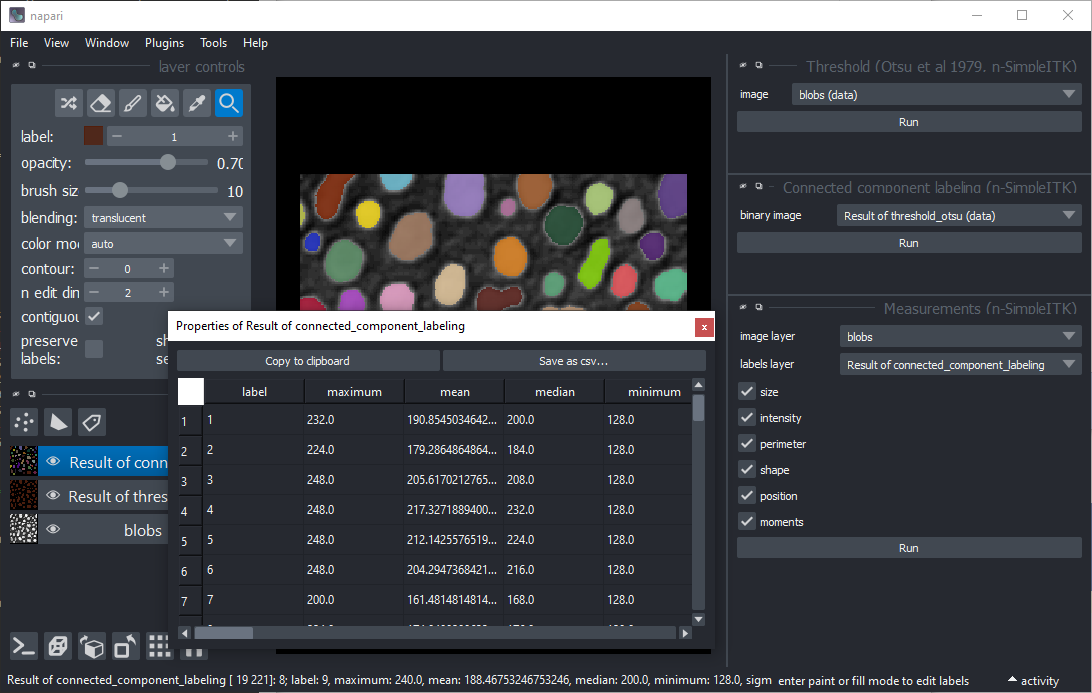 napari
File View Window Plugins Tools Help
layer controls
label: 1
opacity: 0.70
brush siz 10
blending: translucent
color mo auto
contour: 0
n edit din 2
contiguou
preserve
labels:
sh
se
Result of conn
Result of thres
blobs
Threshold (Otsu et al 1979, n-SimpleITK)
image blobs (data)
Run
Connected component labeling (n-SimpleITK)
binary image Result of threshold_otsu (data)
Run
Measurements (n-SimpleITK)
image layer blobs
labels layer Result of connected_component_labeling
size
intensity
perimeter
shape
position
moments
Run
Properties of Result of connected_component_labeling
x
Copy to clipboard Save as csv...
label maximum mean median minimum
1 1 232.0 190.8545034642... 200.0 128.0
2 2 224.0 179.2864864864... 184.0 128.0
3 3 248.0 205.6170212765... 208.0 128.0
4 4 248.0 217.3271889400... 232.0 128.0
5 5 248.0 212.1425576519... 224.0 128.0
6 6 248.0 204.2947368421... 216.0 128.0
7 7 200.0 161.4814814814... 168.0 128.0
Result of connected_component_labeling [ 19 221]: 8; label: 9, maximum: 240.0, mean: 188.46753246753246, median: 200.0, minimum: 128.0, sigm enter paint or fill mode to edit labels activity